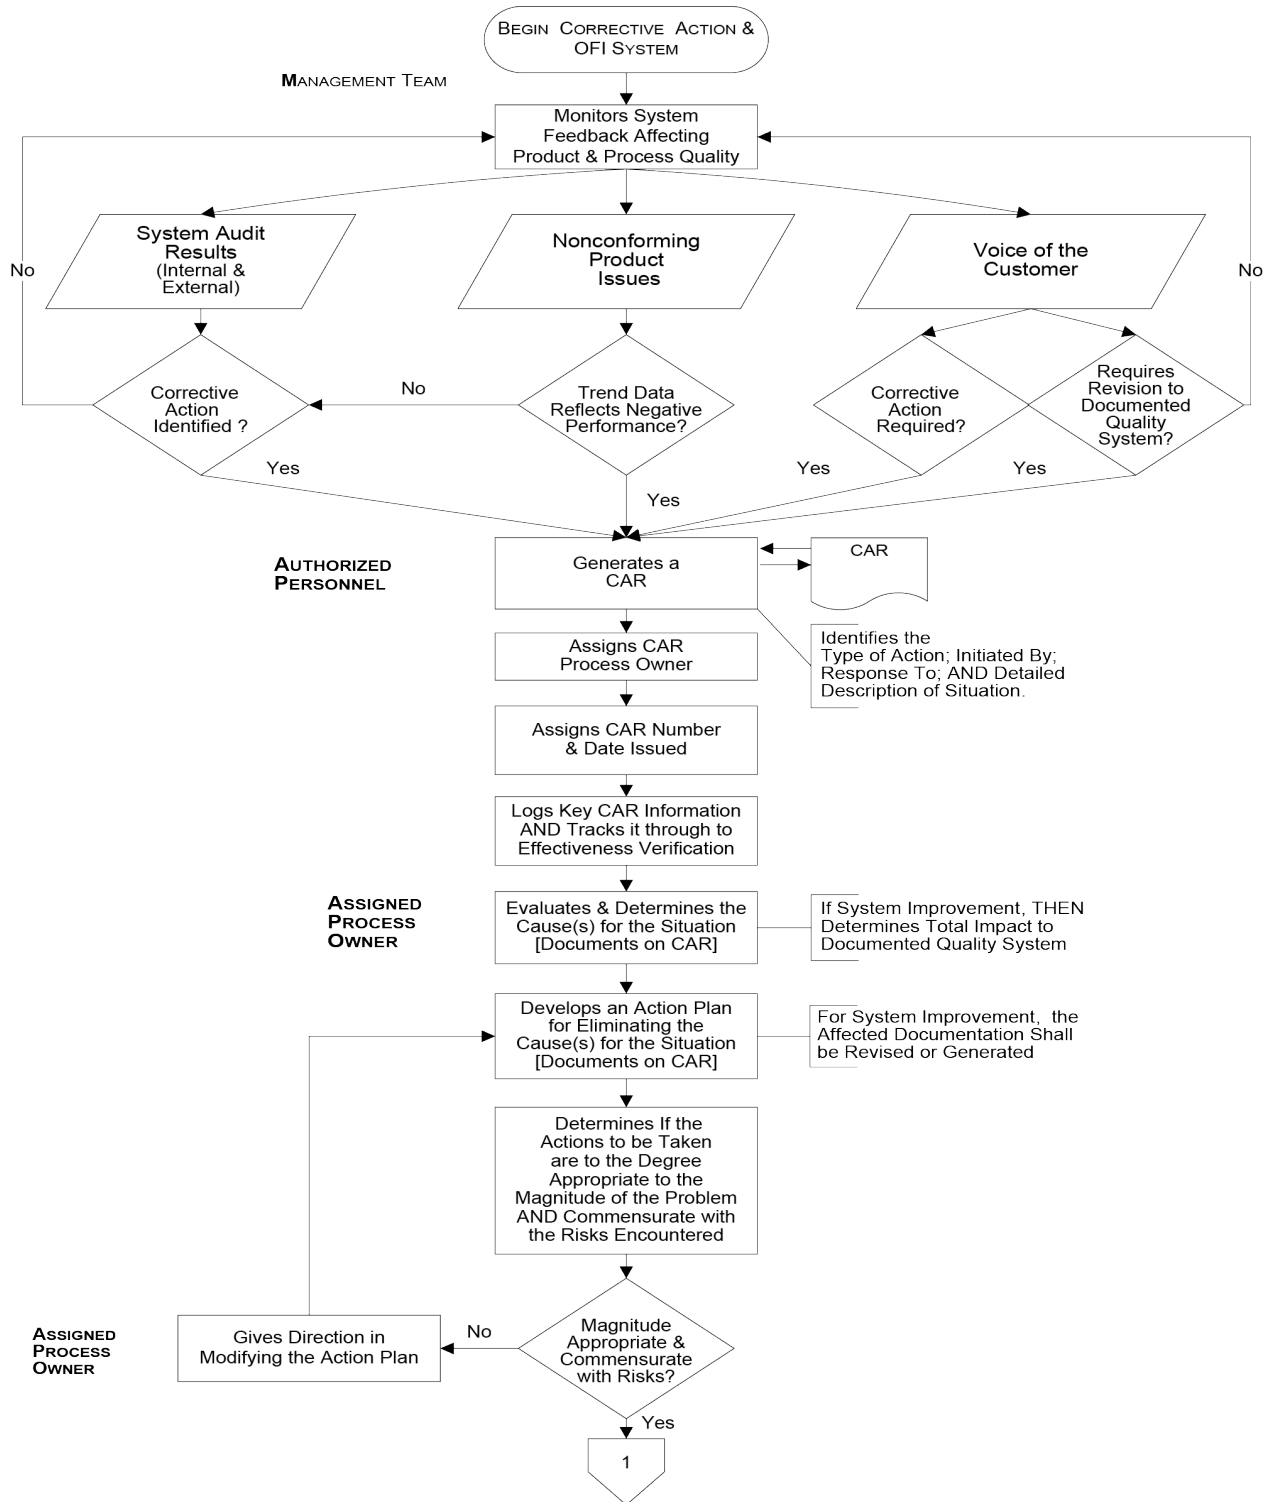 BEGIN CORRECTIVE ACTION &
OFI SYSTEM
MANAGEMENT TEAM
Monitors System
Feedback Affecting
Product & Process Quality
System Audit
Results
(Internal &
External)
Nonconforming
Product
Issues
Voice of the
Customer
No
No
Corrective
Action
Identified ?
No
Trend Data
Reflects Negative
Performance?
Corrective
Action
Required?
Requires
Revision to
Documented
Quality
System?
Yes
Yes
Yes
Yes
AUTHORIZED
PERSONNEL
Generates a
CAR
CAR
Identifies the
Type of Action; Initiated By;
Response To; AND Detailed
Description of Situation.
Assigns CAR
Process Owner
Assigns CAR Number
& Date Issued
Logs Key CAR Information
AND Tracks it through to
Effectiveness Verification
ASSIGNED
PROCESS
OWNER
Evaluates & Determines the
Cause(s) for the Situation
[Documents on CAR]
If System Improvement, THEN
Determines Total Impact to
Documented Quality System
Develops an Action Plan
for Eliminating the
Cause(s) for the Situation
[Documents on CAR]
For System Improvement, the
Affected Documentation Shall
be Revised or Generated
Determines If the
Actions to be Taken
are to the Degree
Appropriate to the
Magnitude of the Problem
AND Commensurate with
the Risks Encountered
ASSIGNED
PROCESS
OWNER
Gives Direction in
Modifying the Action Plan
No
Magnitude
Appropriate &
Commensurate
with Risks?
Yes
1